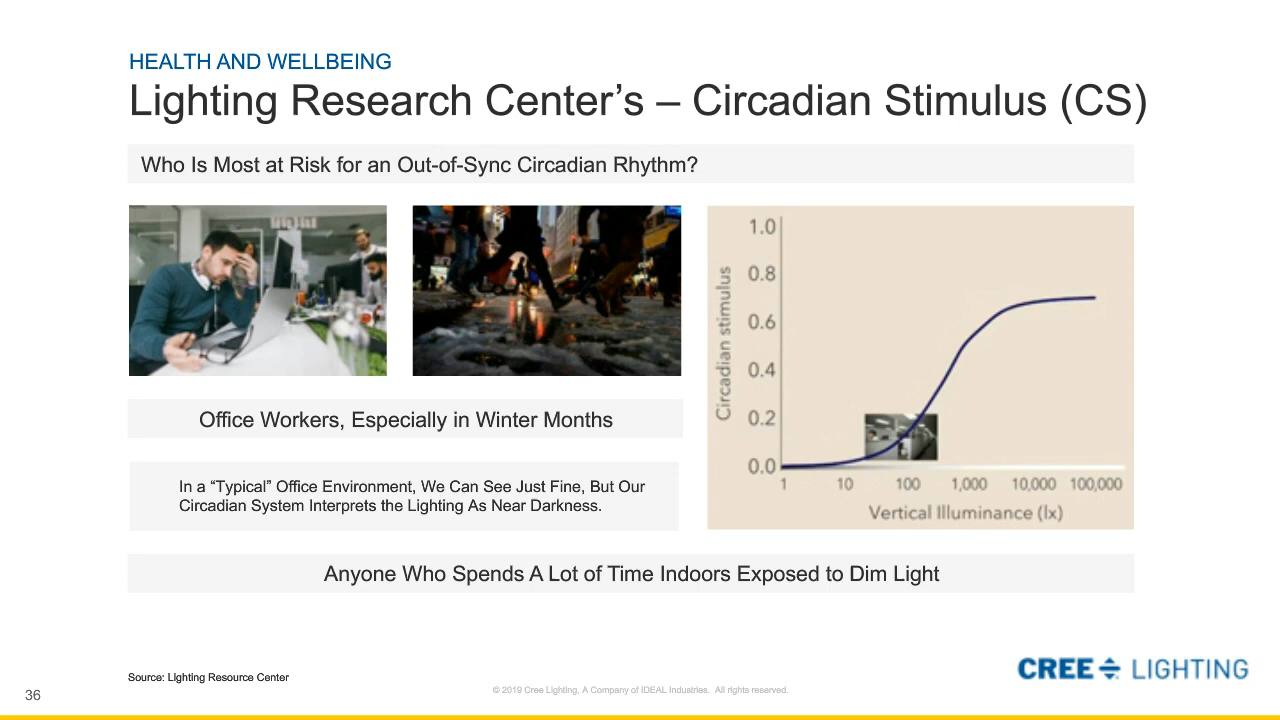 HEALTH AND WELLBEING
Lighting Research Center’s – Circadian Stimulus (CS)
Who Is Most at Risk for an Out-of-Sync Circadian Rhythm?
Office Workers, Especially in Winter Months
In a “Typical” Office Environment, We Can See Just Fine, But Our
Circadian System Interprets the Lighting As Near Darkness.
Circadian stimulus
1.0
0.8
0.6
0.4
0.2
0.0
1 10 100 1,000 10,000 100,000
Vertical Illuminance (lx)
Anyone Who Spends A Lot of Time Indoors Exposed to Dim Light
Source: Lighting Resource Center
CREE LIGHTING
36
© 2019 Cree Lighting, A Company of IDEAL Industries. All rights reserved.